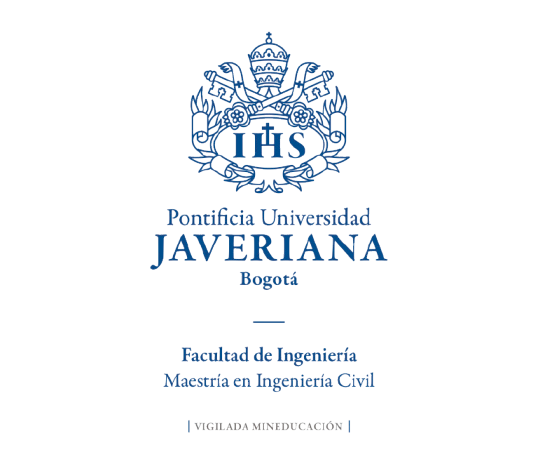 IHS
Pontificia Universidad
JAVERIANA
Bogotá
Facultad de Ingeniería
Maestría en Ingeniería Civil
| VIGILADA MINEDUCACIÓN |